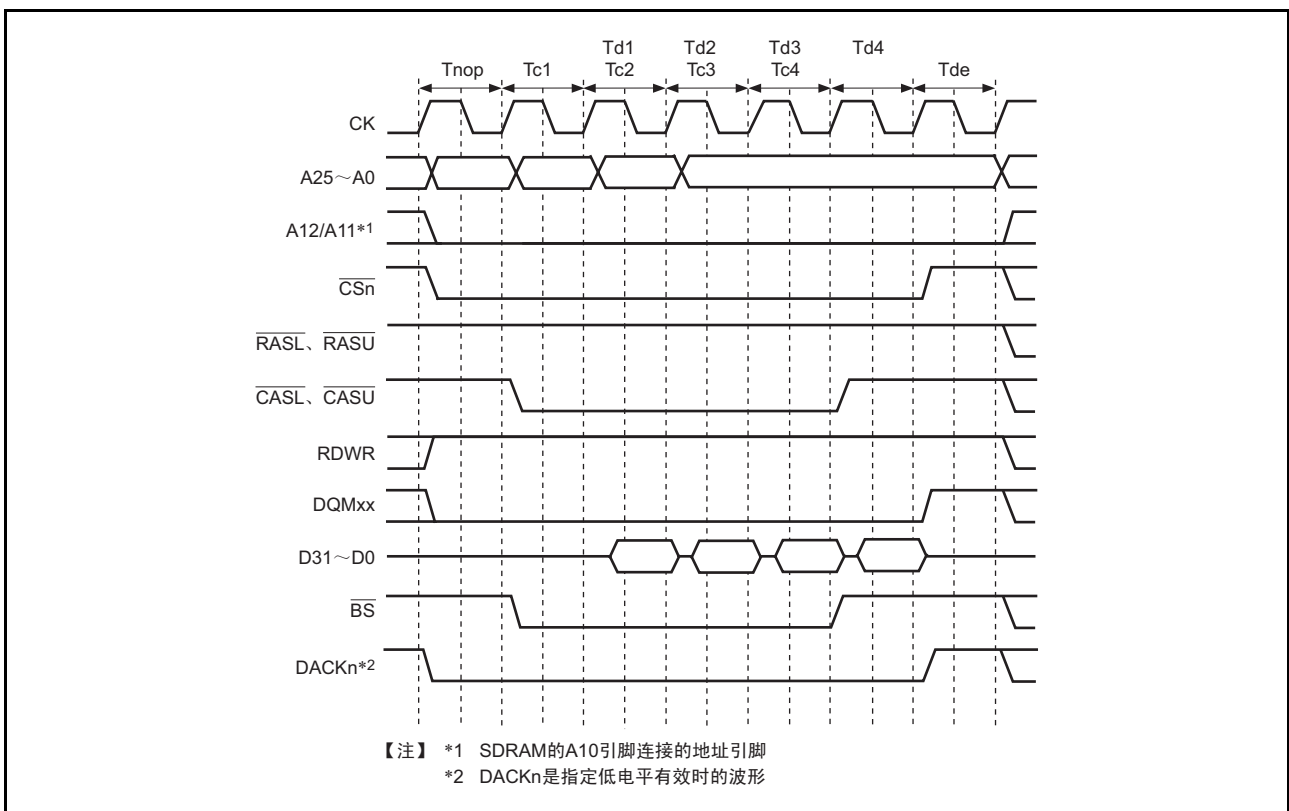 Td1 Td2 Td3 Td4
Tnop Tc1 Tc2 Tc3 Tc4 Tde
CK
A25～A0
A12/A11*1
CSn
RASL、RASU
CASL、CASU
RDWR
DQMxx
D31～D0
BS
DACKn*2
【注】 *1 SDRAM的A10引脚连接的地址引脚
*2 DACKn是指定低电平有效时的波形